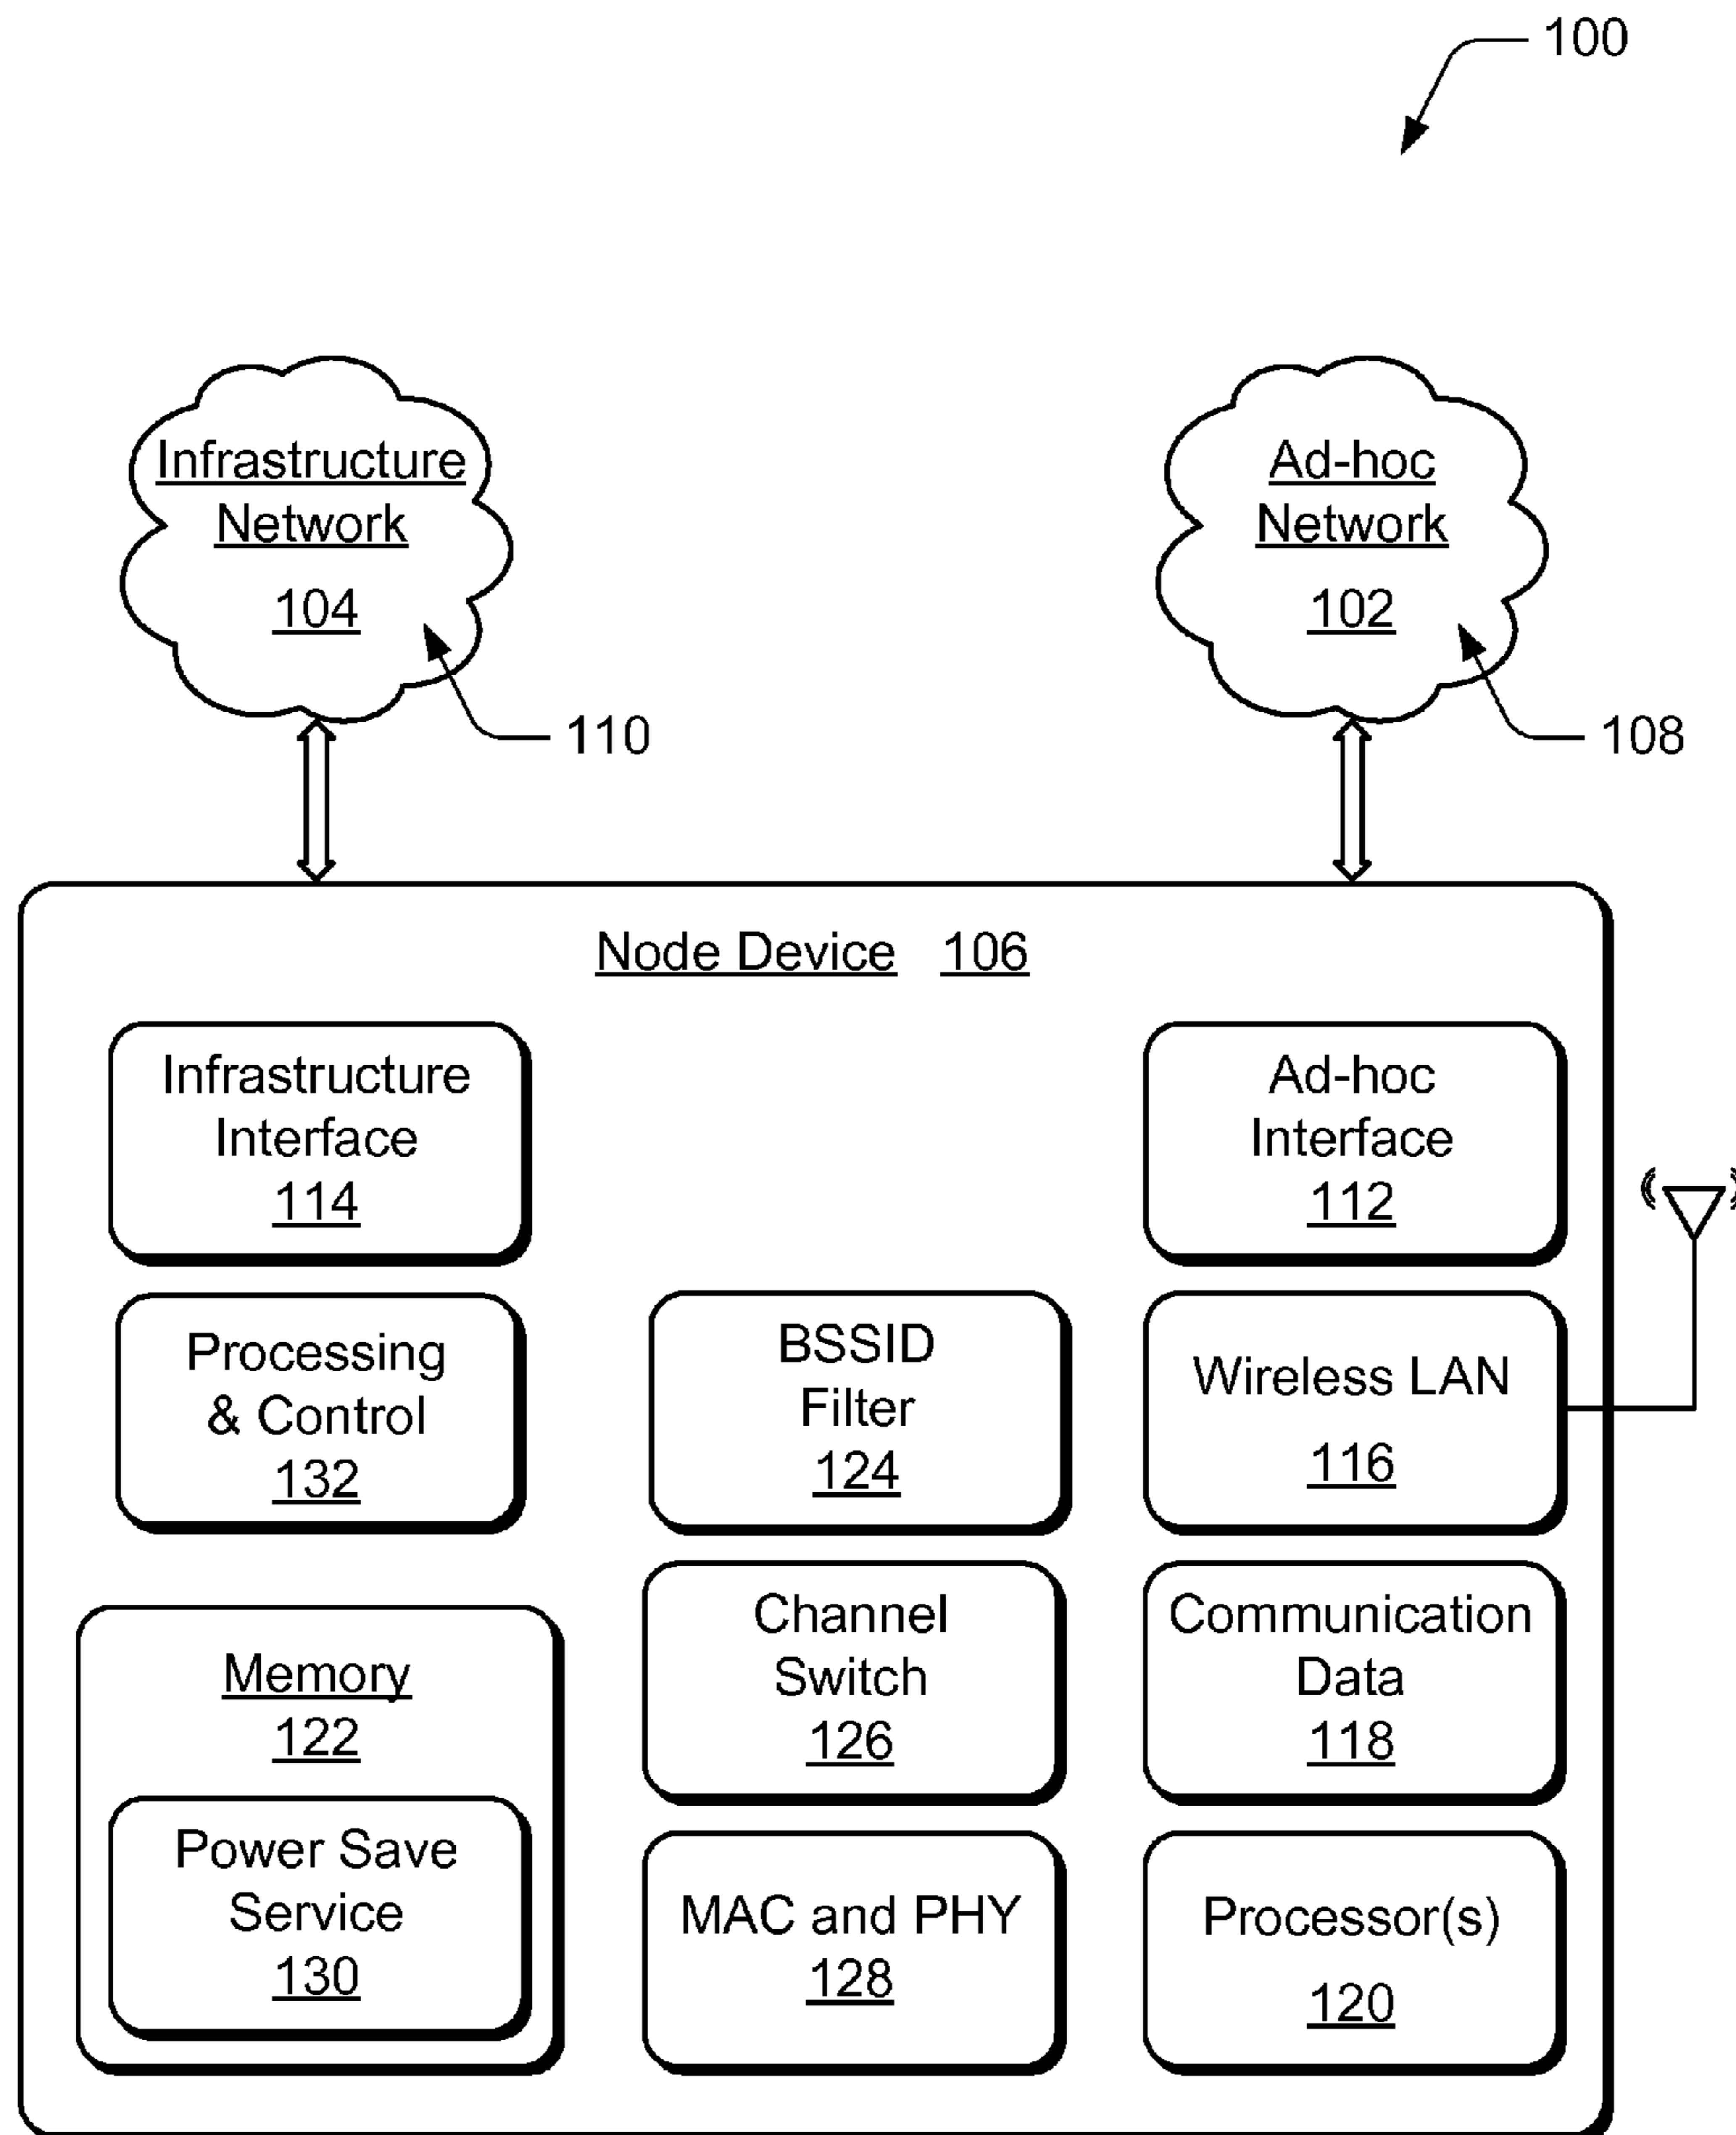 100
Infrastructure
Network
104
110
Ad-hoc
Network
102
108
Node Device 106
Infrastructure
Interface
114
Ad-hoc
Interface
112
Processing
& Control
132
BSSID
Filter
124
Wireless LAN
116
Memory
122
Power Save
Service
130
Channel
Switch
126
Communication
Data
118
MAC and PHY
128
Processor(s)
120